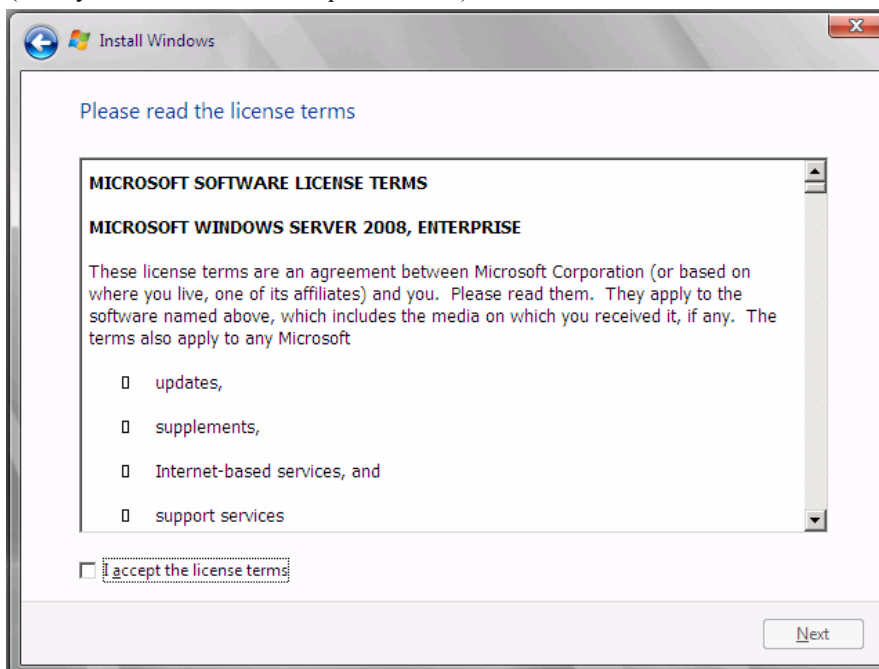 Install Windows
Please read the license terms
MICROSOFT SOFTWARE LICENSE TERMS
MICROSOFT WINDOWS SERVER 2008, ENTERPRISE
These license terms are an agreement between Microsoft Corporation (or based on
where you live, one of its affiliates) and you.  Please read them.  They apply to the
software named above, which includes the media on which you received it, if any.  The
terms also apply to any Microsoft
updates,
supplements,
Internet-based services, and
support services
I accept the license terms
Next